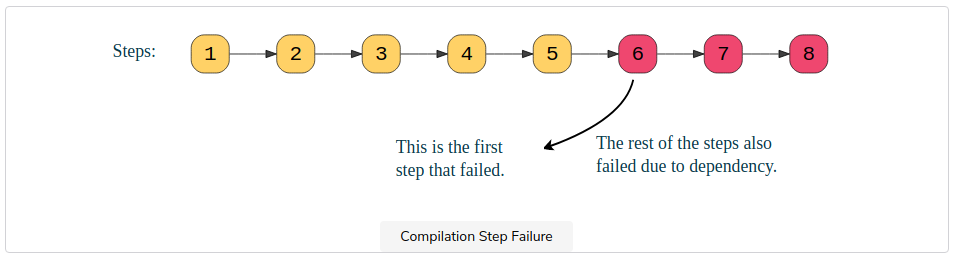 Steps: 1 2 3 4 5 6 7 8
This is the first
step that failed.
The rest of the steps also
failed due to dependency.
Compilation Step Failure